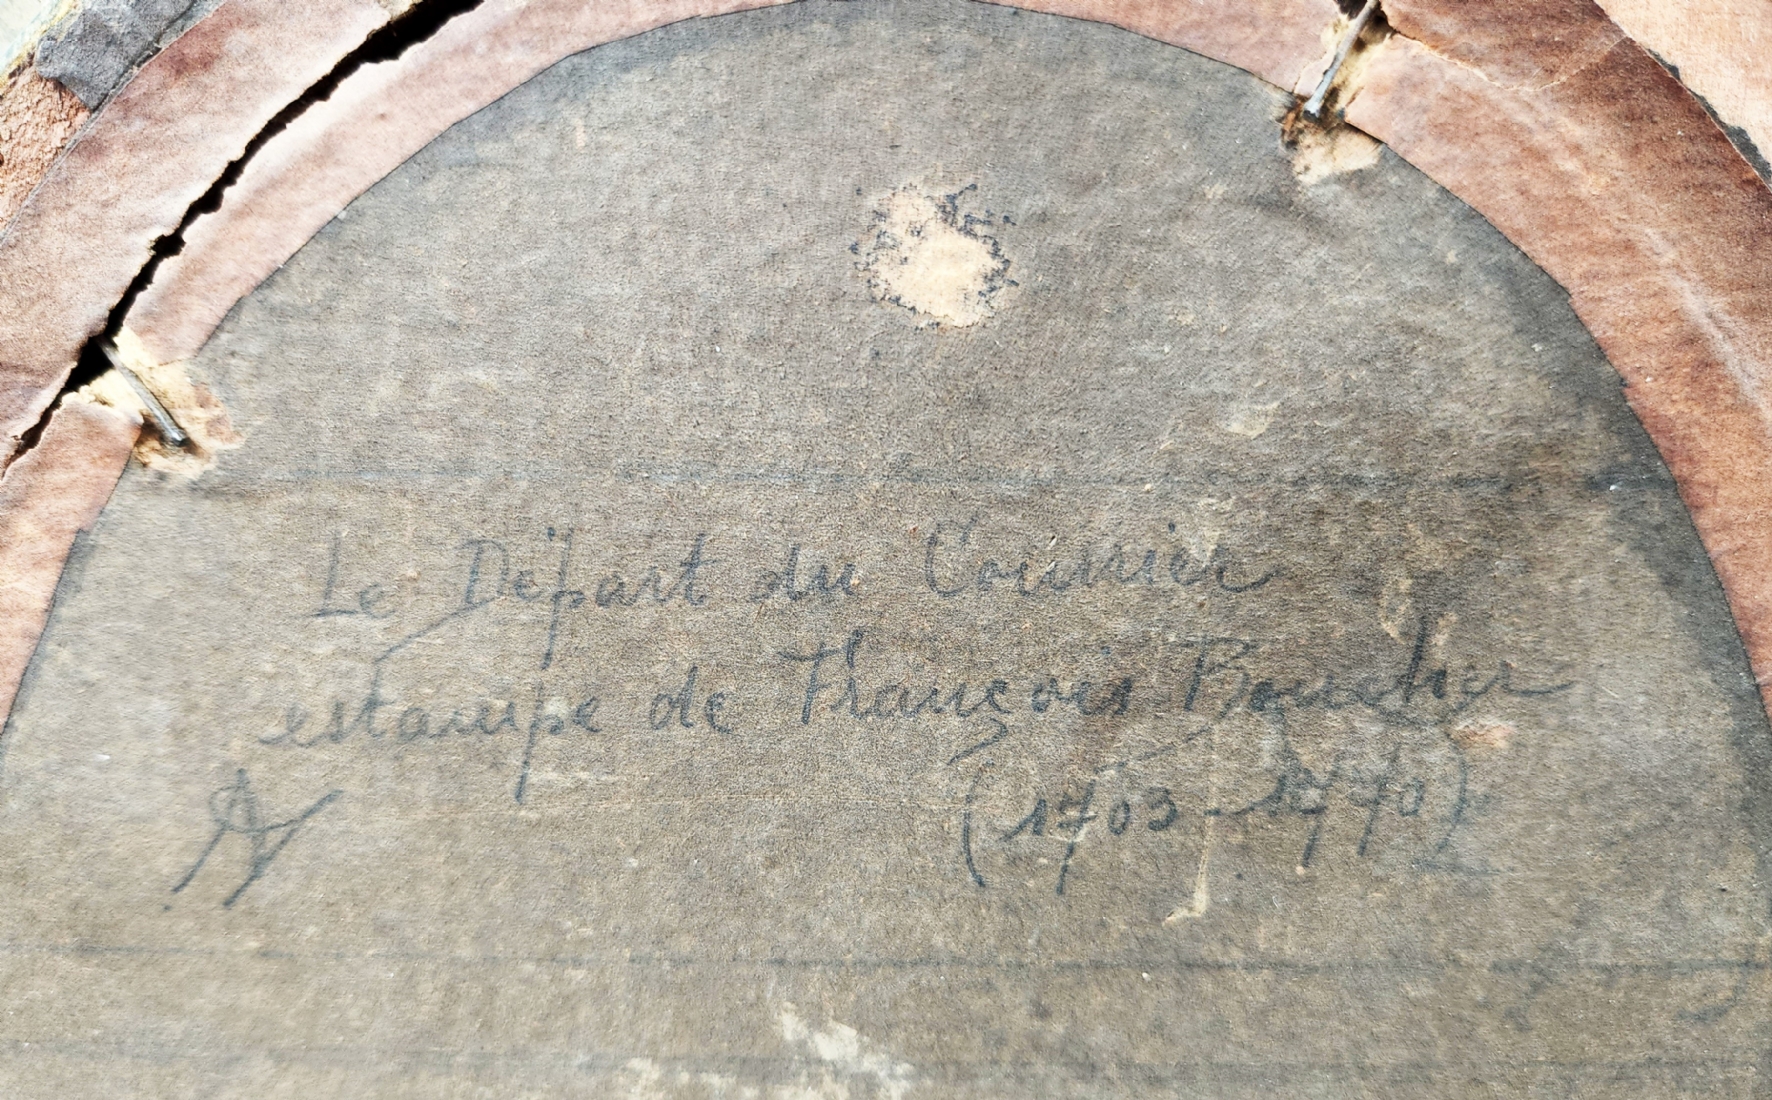 Le Départ du Courrier
estampe de François Boucher
(1703-1770)